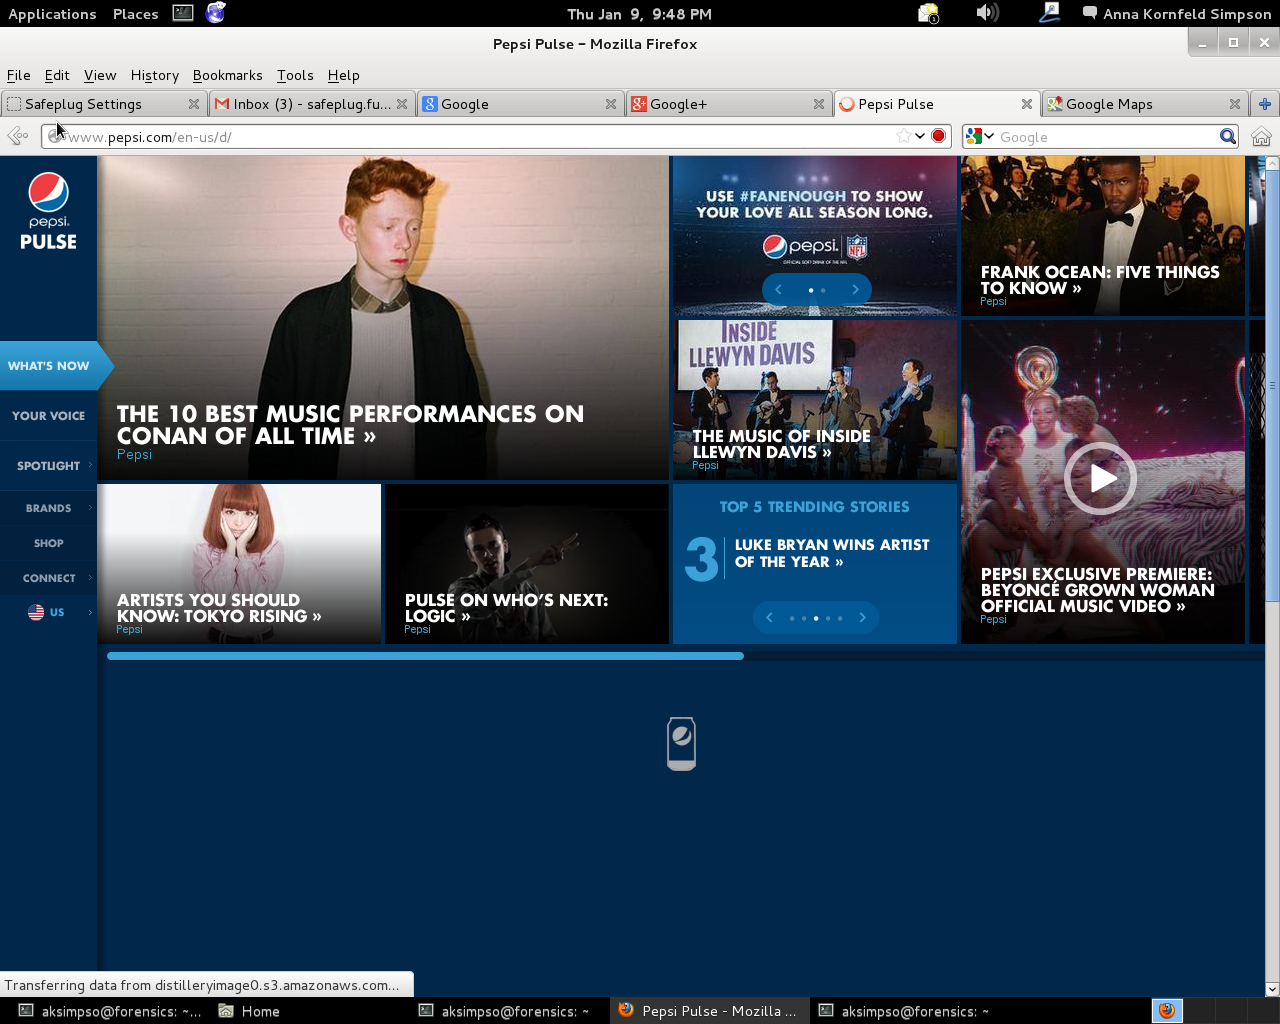 Applications Places Thu Jan 9, 9:48 PM 1 Anna Kornfeld Simpson
Pepsi Pulse – Mozilla Firefox
File Edit View History Bookmarks Tools Help
Safeplug Settings Inbox (3) - safeplug.fu... Google Google+ Pepsi Pulse Google Maps
www.pepsi.com/en-us/d/ Google
pepsi.
PULSE
WHAT'S NOW
YOUR VOICE
SPOTLIGHT
BRANDS
SHOP
CONNECT
US
THE 10 BEST MUSIC PERFORMANCES ON
CONAN OF ALL TIME »
Pepsi
USE #FANENOUGH TO SHOW
YOUR LOVE ALL SEASON LONG.
pepsi. NFL
OFFICIAL SOFT DRINK OF THE NFL
FRANK OCEAN: FIVE THINGS
TO KNOW »
Pepsi
INSIDE
LLEWYN DAVIS
THE MUSIC OF INSIDE
LLEWYN DAVIS »
Pepsi
ARTISTS YOU SHOULD
KNOW: TOKYO RISING »
Pepsi
PULSE ON WHO'S NEXT:
LOGIC »
Pepsi
TOP 5 TRENDING STORIES
3 LUKE BRYAN WINS ARTIST
OF THE YEAR »
PEPSI EXCLUSIVE PREMIERE:
BEYONCÉ GROWN WOMAN
OFFICIAL MUSIC VIDEO »
Pepsi
Transferring data from distilleryimage0.s3.amazonaws.com...
aksimpso@forensics: ~... Home aksimpso@forensics: ~ Pepsi Pulse - Mozilla ... aksimpso@forensics: ~